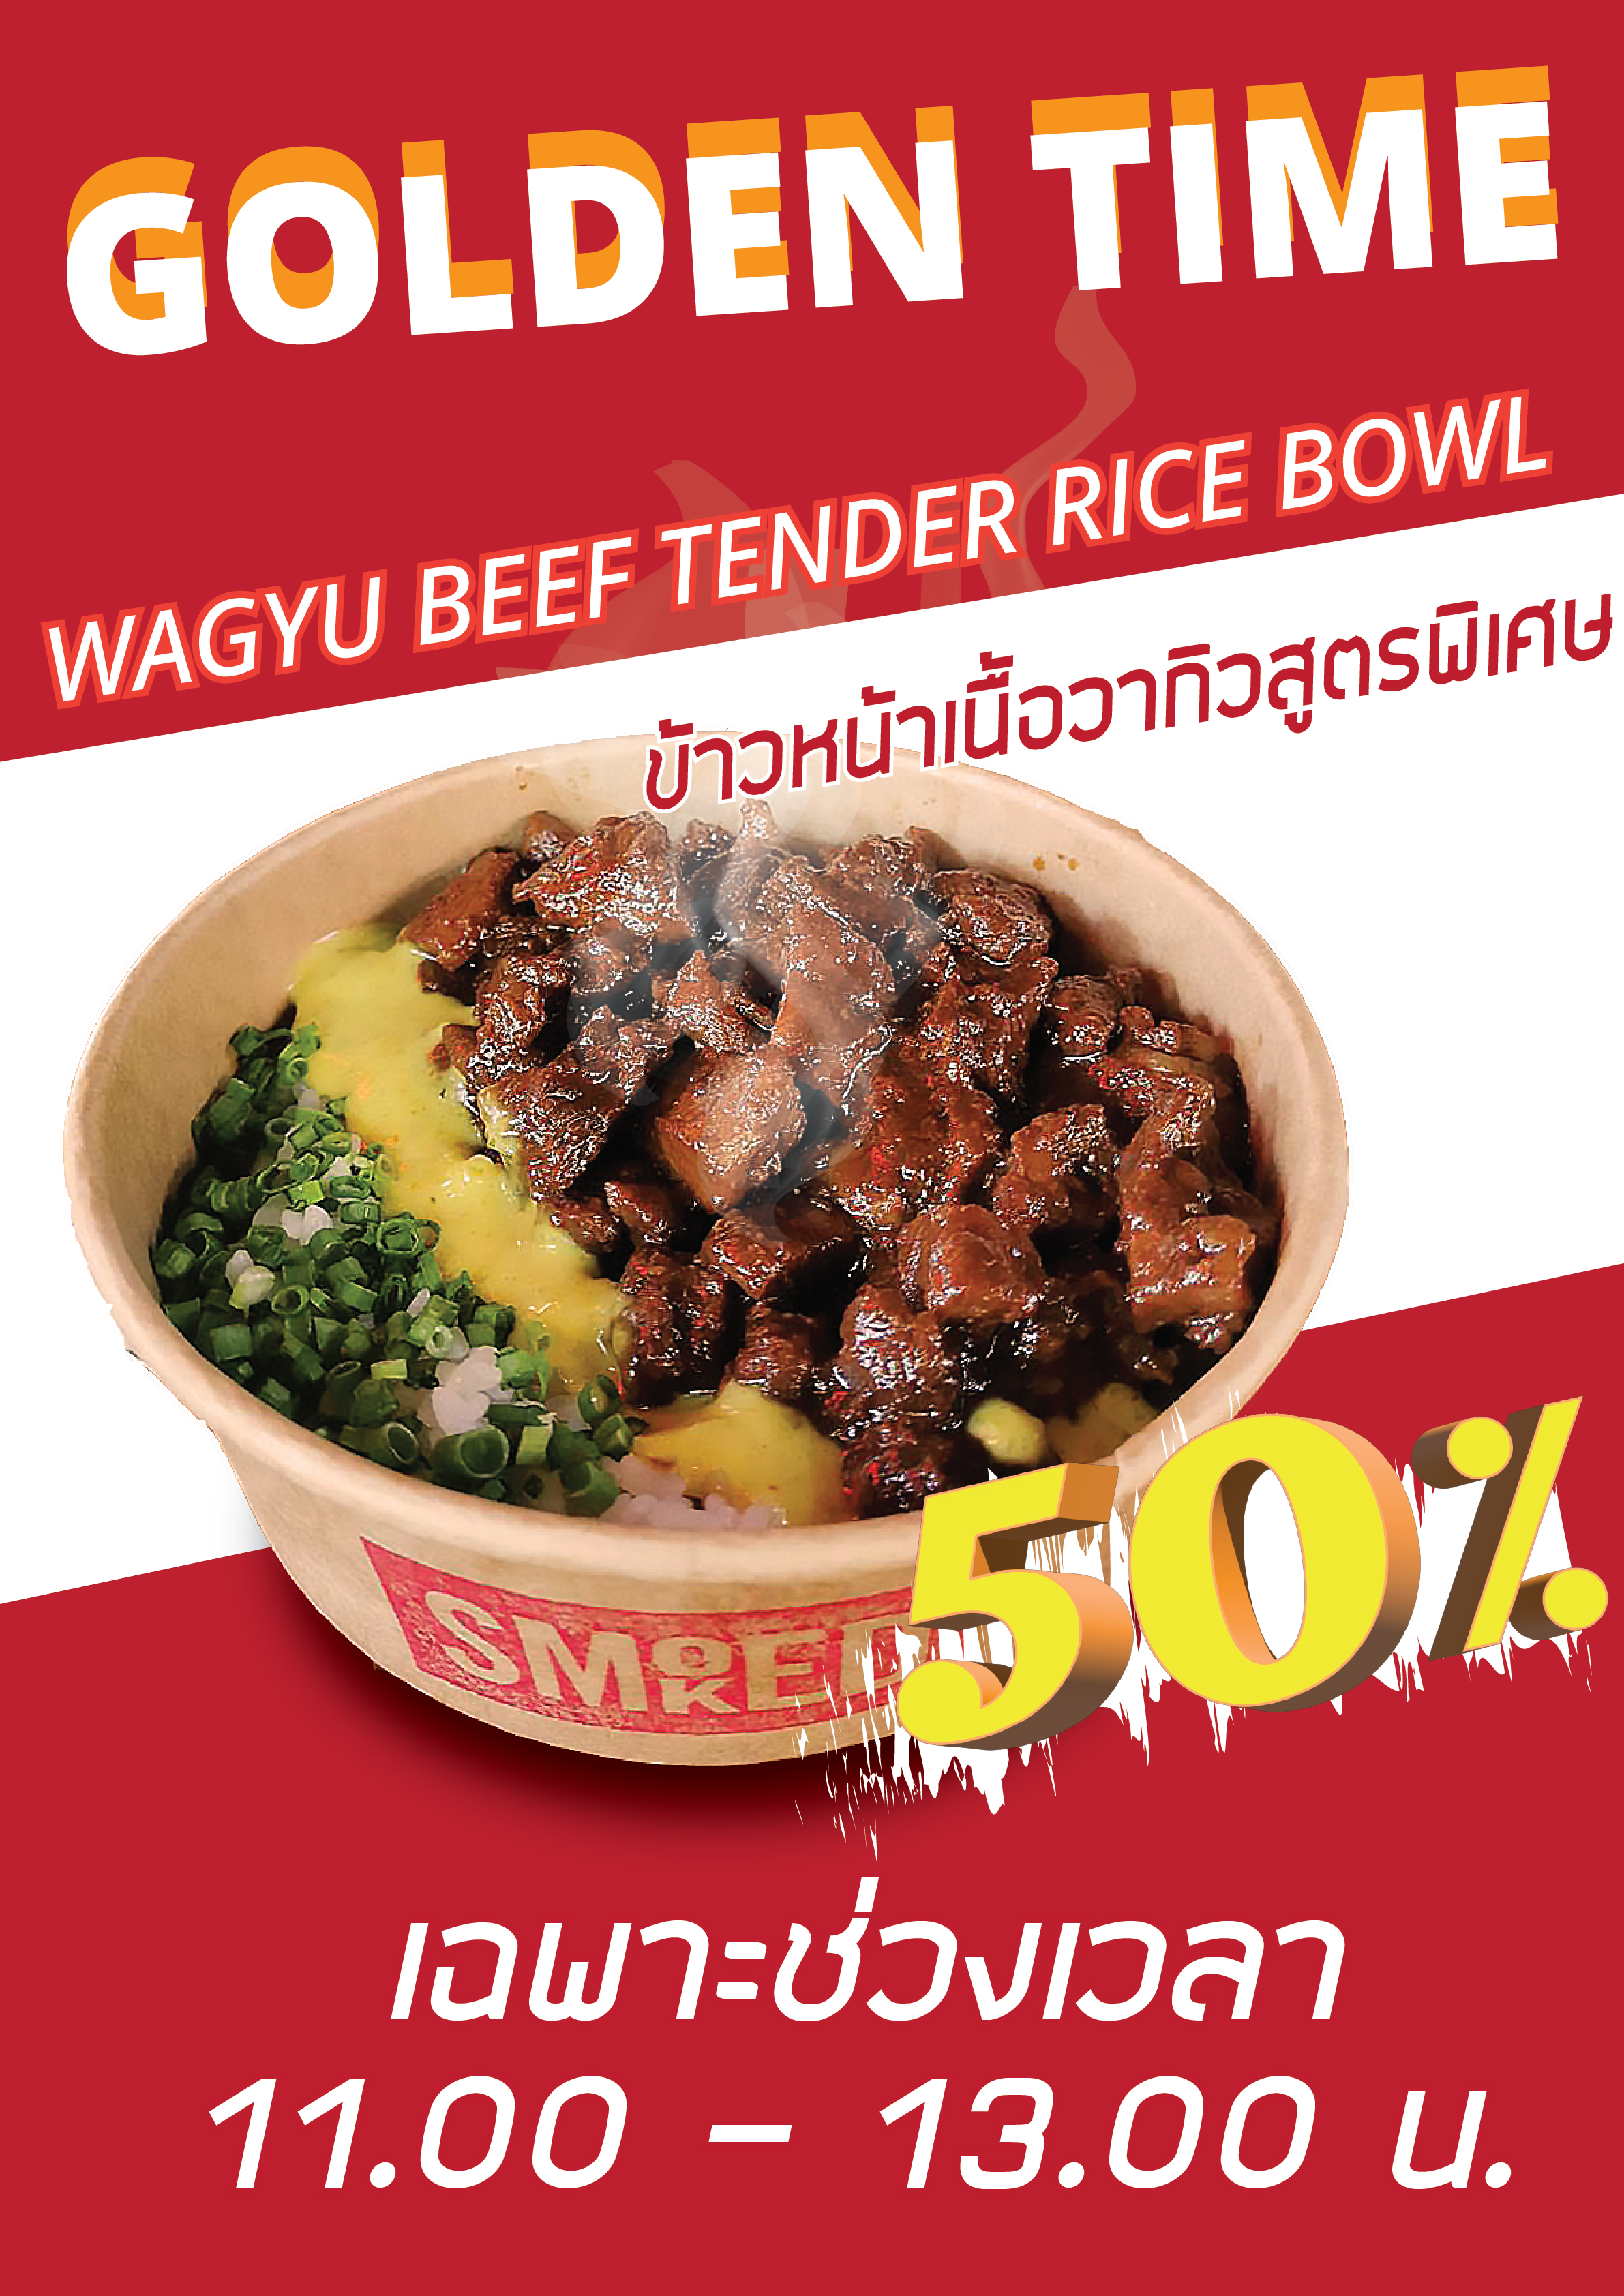 GOLDEN TIME
WAGYU BEEF TENDER RICE BOWL
ข้าวหน้าเนื้อวากิวสูตรพิเศษ
SMOKED
50%
เฉพาะช่วงเวลา
11.00 - 13.00 น.